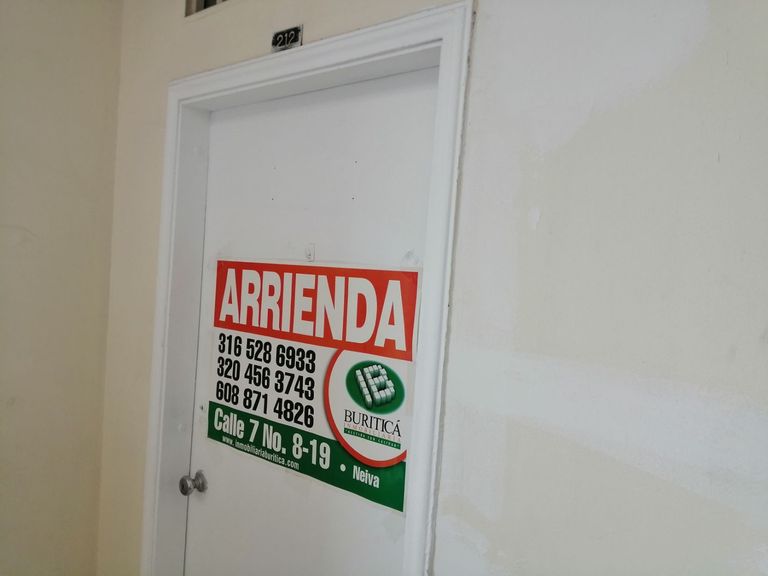 212
ARRIENDA
316 528 6933
320 456 3743
608 871 4826
IB
BURITICÁ
INMOBILIARIA
Calle 7 No. 8-19 • Neiva
www.inmobiliariaburitica.com